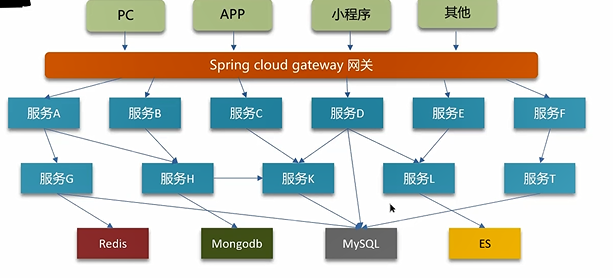 PC
APP
小程序
其他
Spring cloud gateway 网关
服务A
服务B
服务C
服务D
服务E
服务F
服务G
服务H
服务K
服务L
服务T
Redis
Mongodb
MySQL
ES